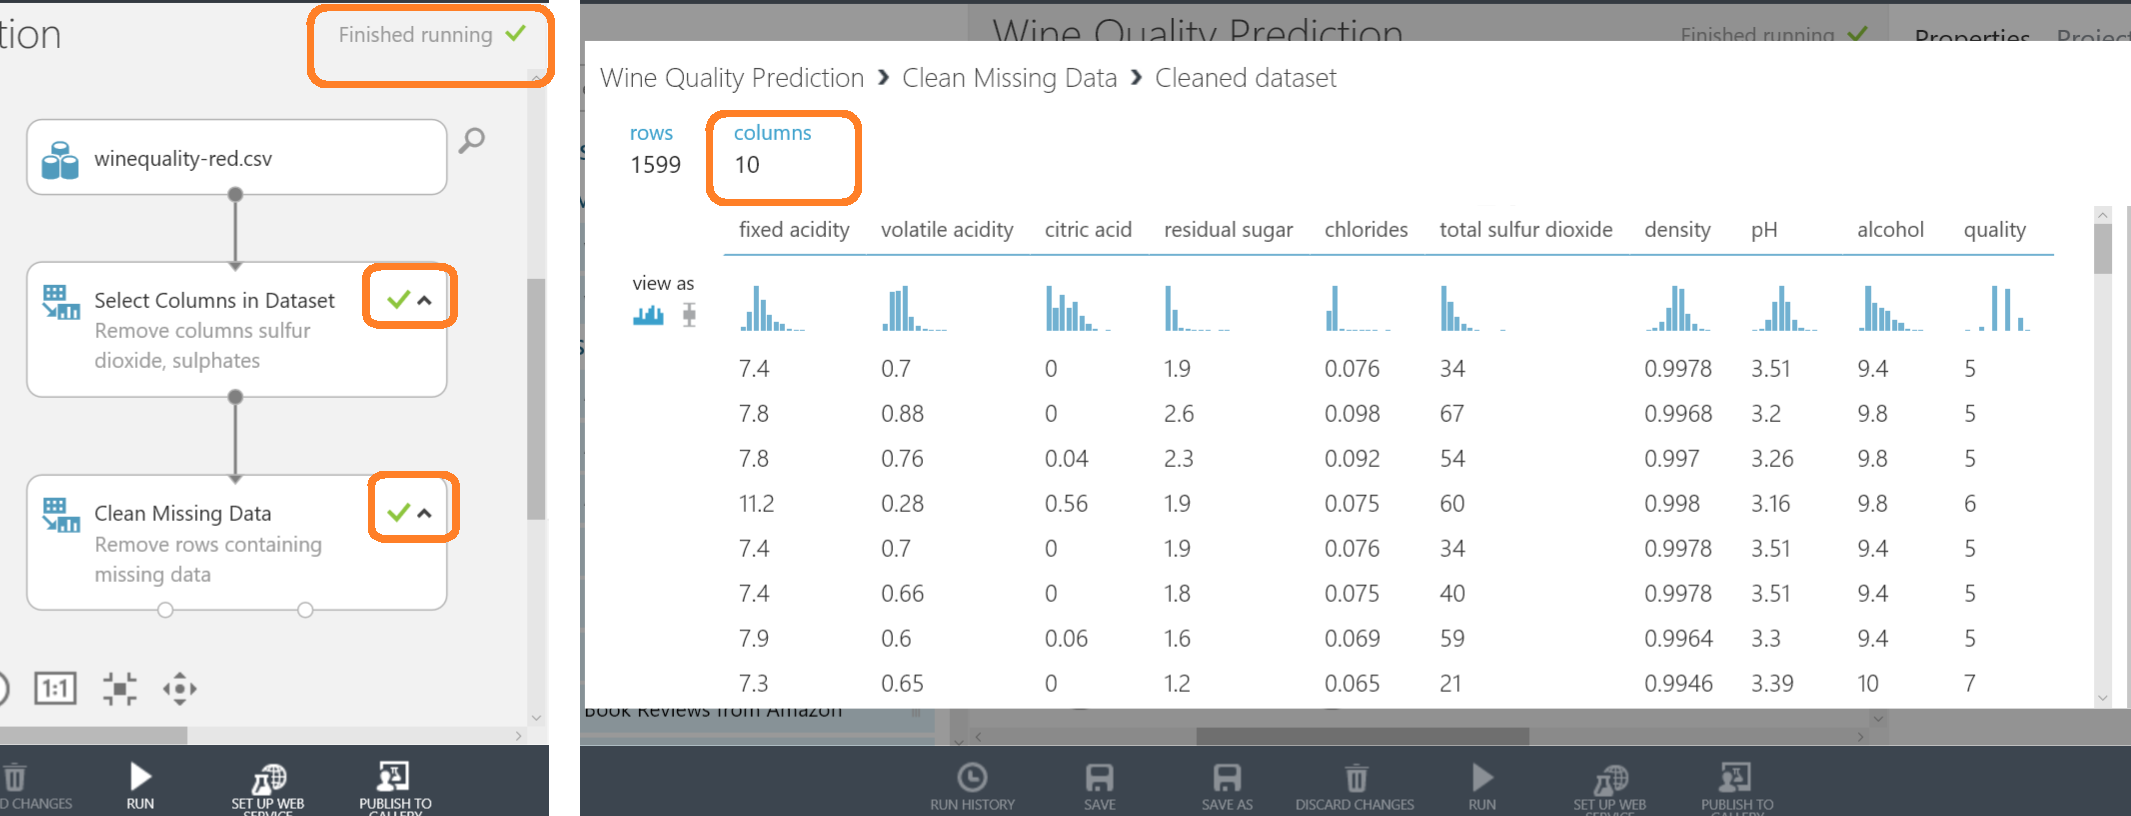 tion
Finished running
winequality-red.csv
Select Columns in Dataset
Remove columns sulfur
dioxide, sulphates
Clean Missing Data
Remove rows containing
missing data
1:1
D CHANGES
RUN
SET UP WEB
SERVICE
PUBLISH TO
GALLERY
Wine Quality Prediction
Finished running
Properties Project
Wine Quality Prediction > Clean Missing Data > Cleaned dataset
rows columns
1599 10
fixed acidity volatile acidity citric acid residual sugar chlorides total sulfur dioxide density pH alcohol quality
view as
7.4 0.7 0 1.9 0.076 34 0.9978 3.51 9.4 5
7.8 0.88 0 2.6 0.098 67 0.9968 3.2 9.8 5
7.8 0.76 0.04 2.3 0.092 54 0.997 3.26 9.8 5
11.2 0.28 0.56 1.9 0.075 60 0.998 3.16 9.8 6
7.4 0.7 0 1.9 0.076 34 0.9978 3.51 9.4 5
7.4 0.66 0 1.8 0.075 40 0.9978 3.51 9.4 5
7.9 0.6 0.06 1.6 0.069 59 0.9964 3.3 9.4 5
7.3 0.65 0 1.2 0.065 21 0.9946 3.39 10 7
Book Reviews from Amazon
RUN HISTORY
SAVE
SAVE AS
DISCARD CHANGES
RUN
SET UP WEB
SERVICE
PUBLISH TO
GALLERY